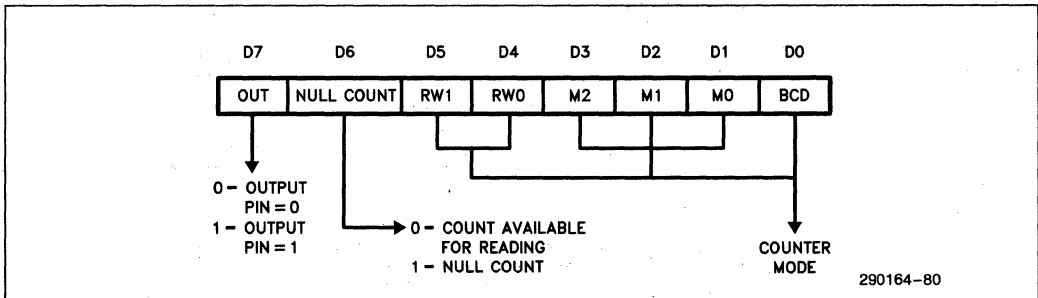 D7 D6 D5 D4 D3 D2 D1 D0
OUT NULL COUNT RW1 RW0 M2 M1 M0 BCD
0 – OUTPUT
PIN = 0
1 – OUTPUT
PIN = 1
0 – COUNT AVAILABLE
FOR READING
1 – NULL COUNT
COUNTER
MODE
290164–80